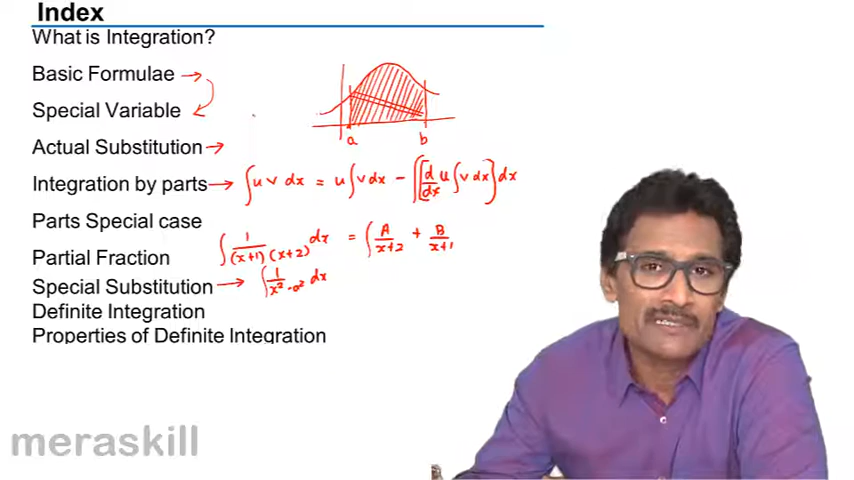 Index
What is Integration?
Basic Formulae →
Special Variable
a b
Actual Substitution →
Integration by parts → ∫ u v dx = u ∫ v dx - ∫ [ d/dx u ∫ v dx ] dx
Parts Special case
∫ 1/(x+1)(x+2) dx = ∫ A/x+2 + B/x+1
Partial Fraction
Special Substitution → ∫ 1/x² - a² dx
Definite Integration
Properties of Definite Integration
meraskill